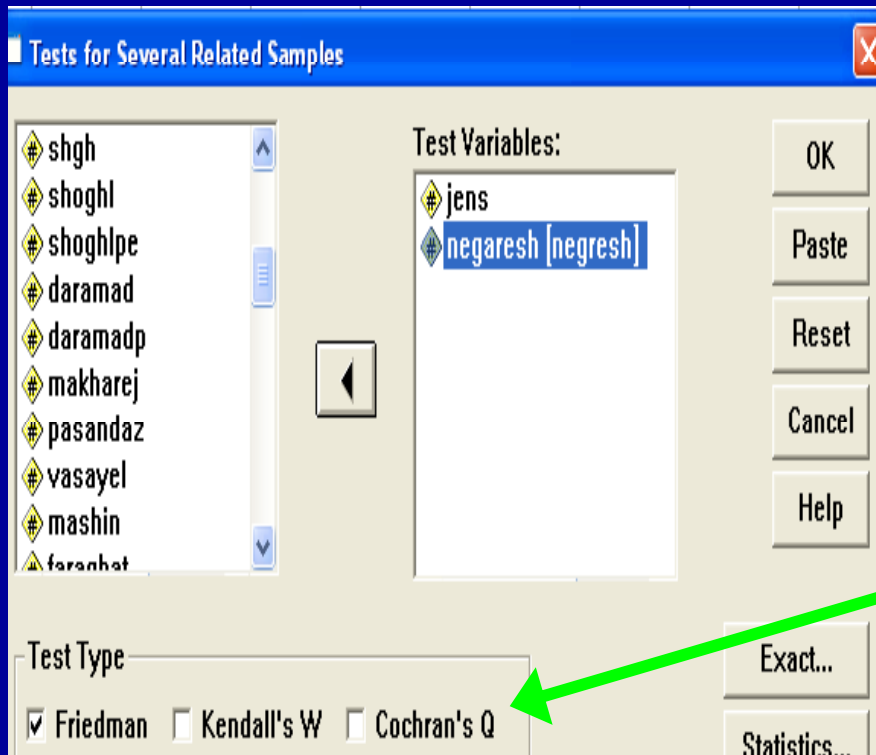 Tests for Several Related Samples
shgh
shoghl
shoghlpe
daramad
daramadp
makharej
pasandaz
vasayel
mashin
faraghat
Test Variables:
jens
negaresh [negresh]
OK
Paste
Reset
Cancel
Help
Test Type
Friedman Kendall's W Cochran's Q
Exact...
Statistics...